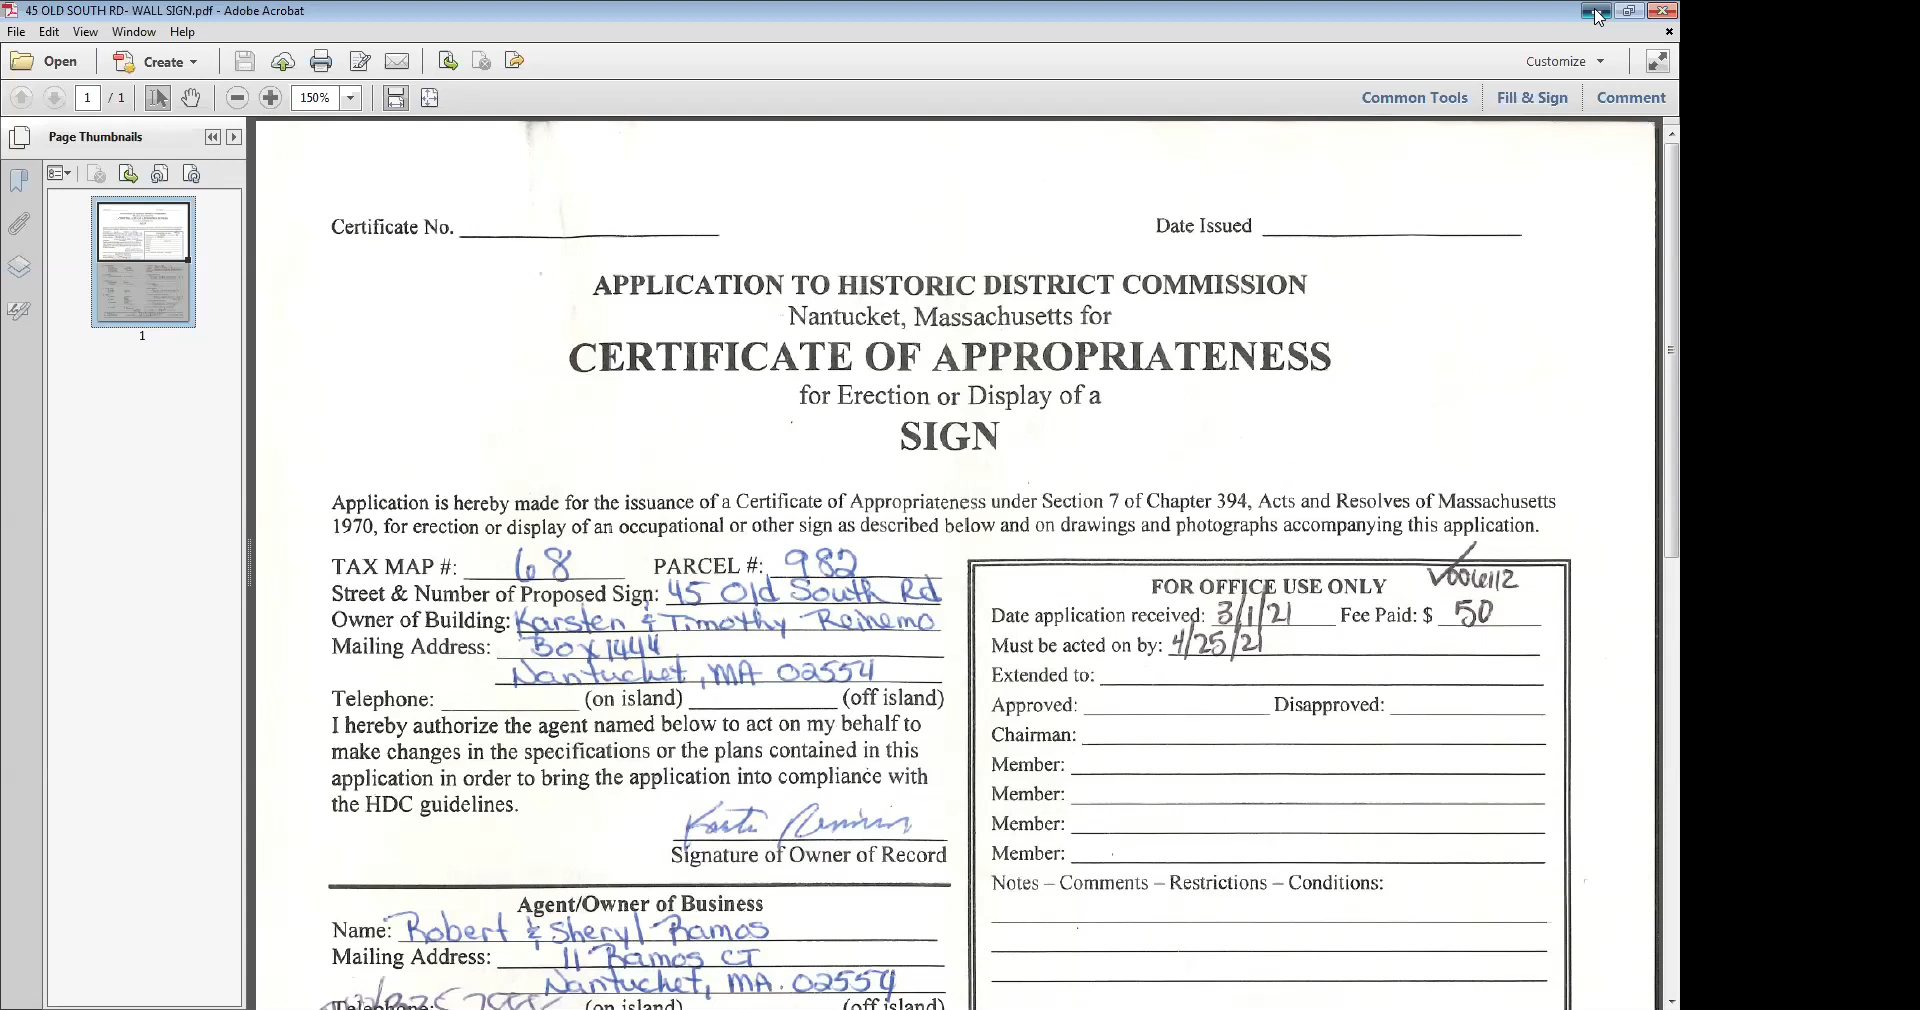 45 OLD SOUTH RD- WALL SIGN.pdf - Adobe Acrobat
File Edit View Window Help
Open Create Customize
1 / 1 150% Common Tools Fill & Sign Comment
Page Thumbnails
1
Certificate No. Date Issued
APPLICATION TO HISTORIC DISTRICT COMMISSION
Nantucket, Massachusetts for
CERTIFICATE OF APPROPRIATENESS
for Erection or Display of a
SIGN
Application is hereby made for the issuance of a Certificate of Appropriateness under Section 7 of Chapter 394, Acts and Resolves of Massachusetts
1970, for erection or display of an occupational or other sign as described below and on drawings and photographs accompanying this application.
TAX MAP #: 68 PARCEL #: 982
Street & Number of Proposed Sign: 45 Old South Rd
Owner of Building: Karsten & Timothy Reinemo
Mailing Address: Box 1444
Nantucket, MA 02554
Telephone: (on island) (off island)
I hereby authorize the agent named below to act on my behalf to
make changes in the specifications or the plans contained in this
application in order to bring the application into compliance with
the HDC guidelines.
Signature of Owner of Record
Agent/Owner of Business
Name: Robert & Sheryl Ramos
Mailing Address: 11 Ramos CT
Nantucket, MA. 02554
Telephone: (on island) (off island)
FOR OFFICE USE ONLY
Date application received: 3/1/21 Fee Paid: $ 50
Must be acted on by: 4/25/21
Extended to:
Approved: Disapproved:
Chairman:
Member:
Member:
Member:
Member:
Notes – Comments – Restrictions – Conditions: